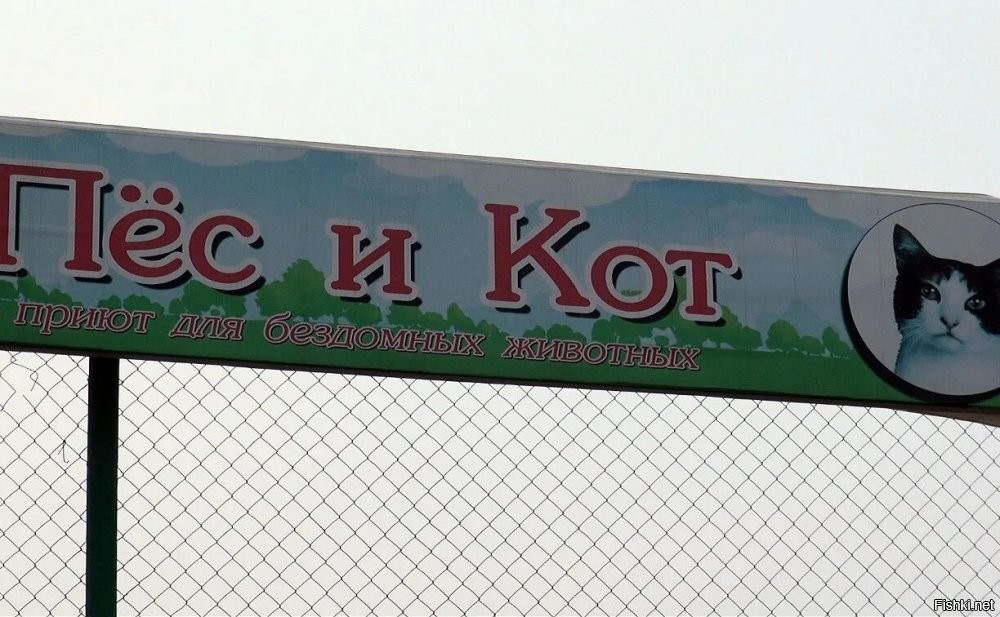 Пёс и Кот
приют для бездомных животных
Fishki.net